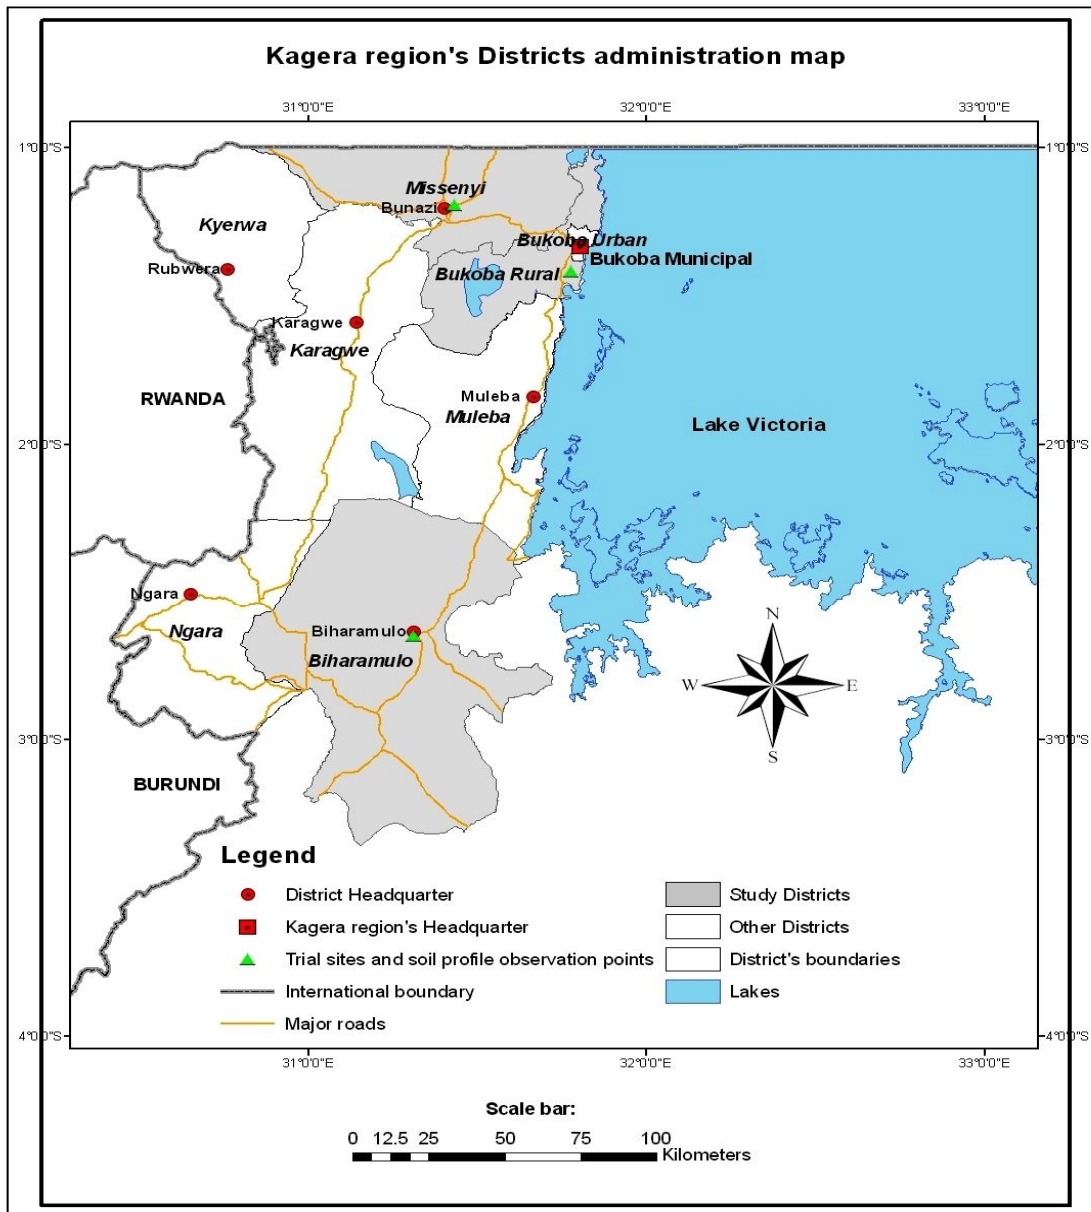 Kagera region's Districts administration map
31°0'0"E 32°0'0"E 33°0'0"E
1°0'0"S 1°0'0"S
Missenyi
Bunazi
Kyerwa
Bukoba Urban
Bukoba Municipal
Rubwera
Bukoba Rural
Karagwe
Karagwe
RWANDA
Muleba
Muleba
Lake Victoria
2°0'0"S 2°0'0"S
Ngara
Ngara
Biharamulo
Biharamulo
N
W E
S
3°0'0"S 3°0'0"S
BURUNDI
Legend
District Headquarter
Kagera region's Headquarter
Trial sites and soil profile observation points
International boundary
Major roads
Study Districts
Other Districts
District's boundaries
Lakes
4°0'0"S 4°0'0"S
31°0'0"E 32°0'0"E 33°0'0"E
Scale bar:
0 12.5 25 50 75 100
Kilometers